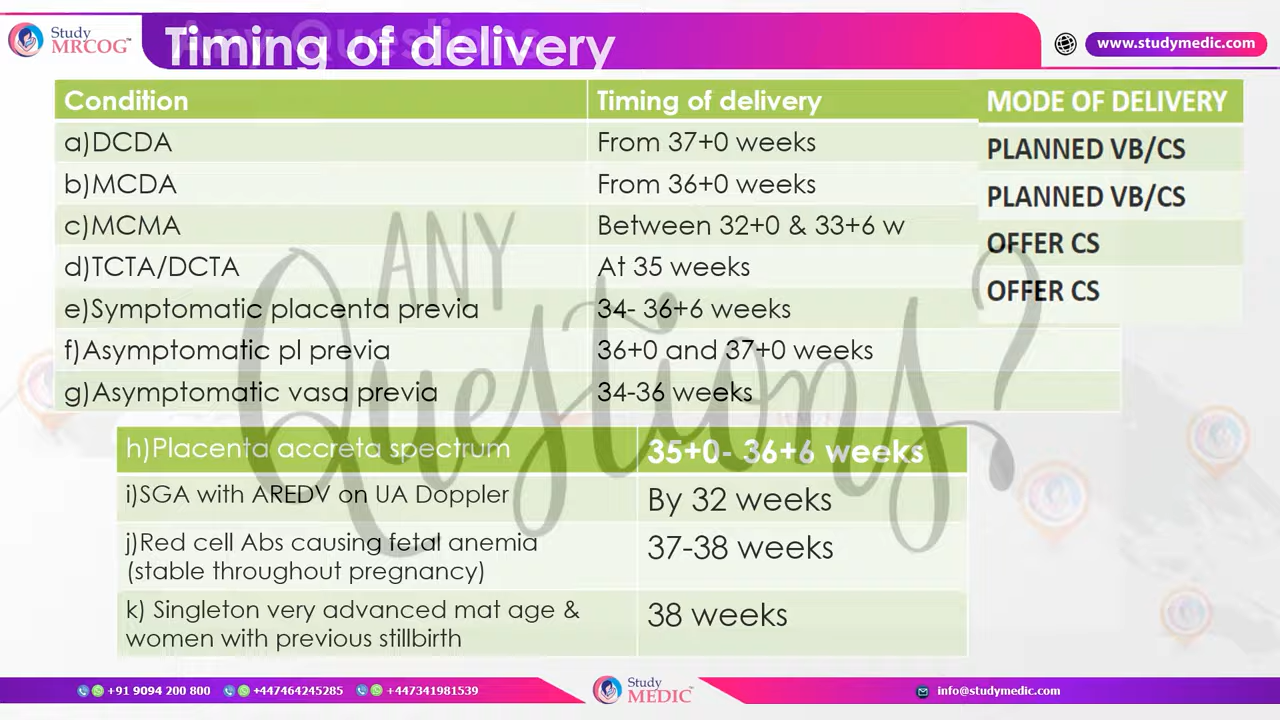 Study
MRCOG™
Any Questions
Timing of delivery
www.studymedic.com
Condition Timing of delivery MODE OF DELIVERY
a)DCDA From 37+0 weeks PLANNED VB/CS
b)MCDA From 36+0 weeks PLANNED VB/CS
c)MCMA Between 32+0 & 33+6 w OFFER CS
d)TCTA/DCTA At 35 weeks OFFER CS
e)Symptomatic placenta previa 34- 36+6 weeks
f)Asymptomatic pl previa 36+0 and 37+0 weeks
g)Asymptomatic vasa previa 34-36 weeks
ANY
Questions?
h)Placenta accreta spectrum 35+0- 36+6 weeks
i)SGA with AREDV on UA Doppler By 32 weeks
j)Red cell Abs causing fetal anemia 37-38 weeks
(stable throughout pregnancy)
k) Singleton very advanced mat age & 38 weeks
women with previous stillbirth
+91 9094 200 800 +447464245285 +447341981539
Study
MEDIC™
info@studymedic.com